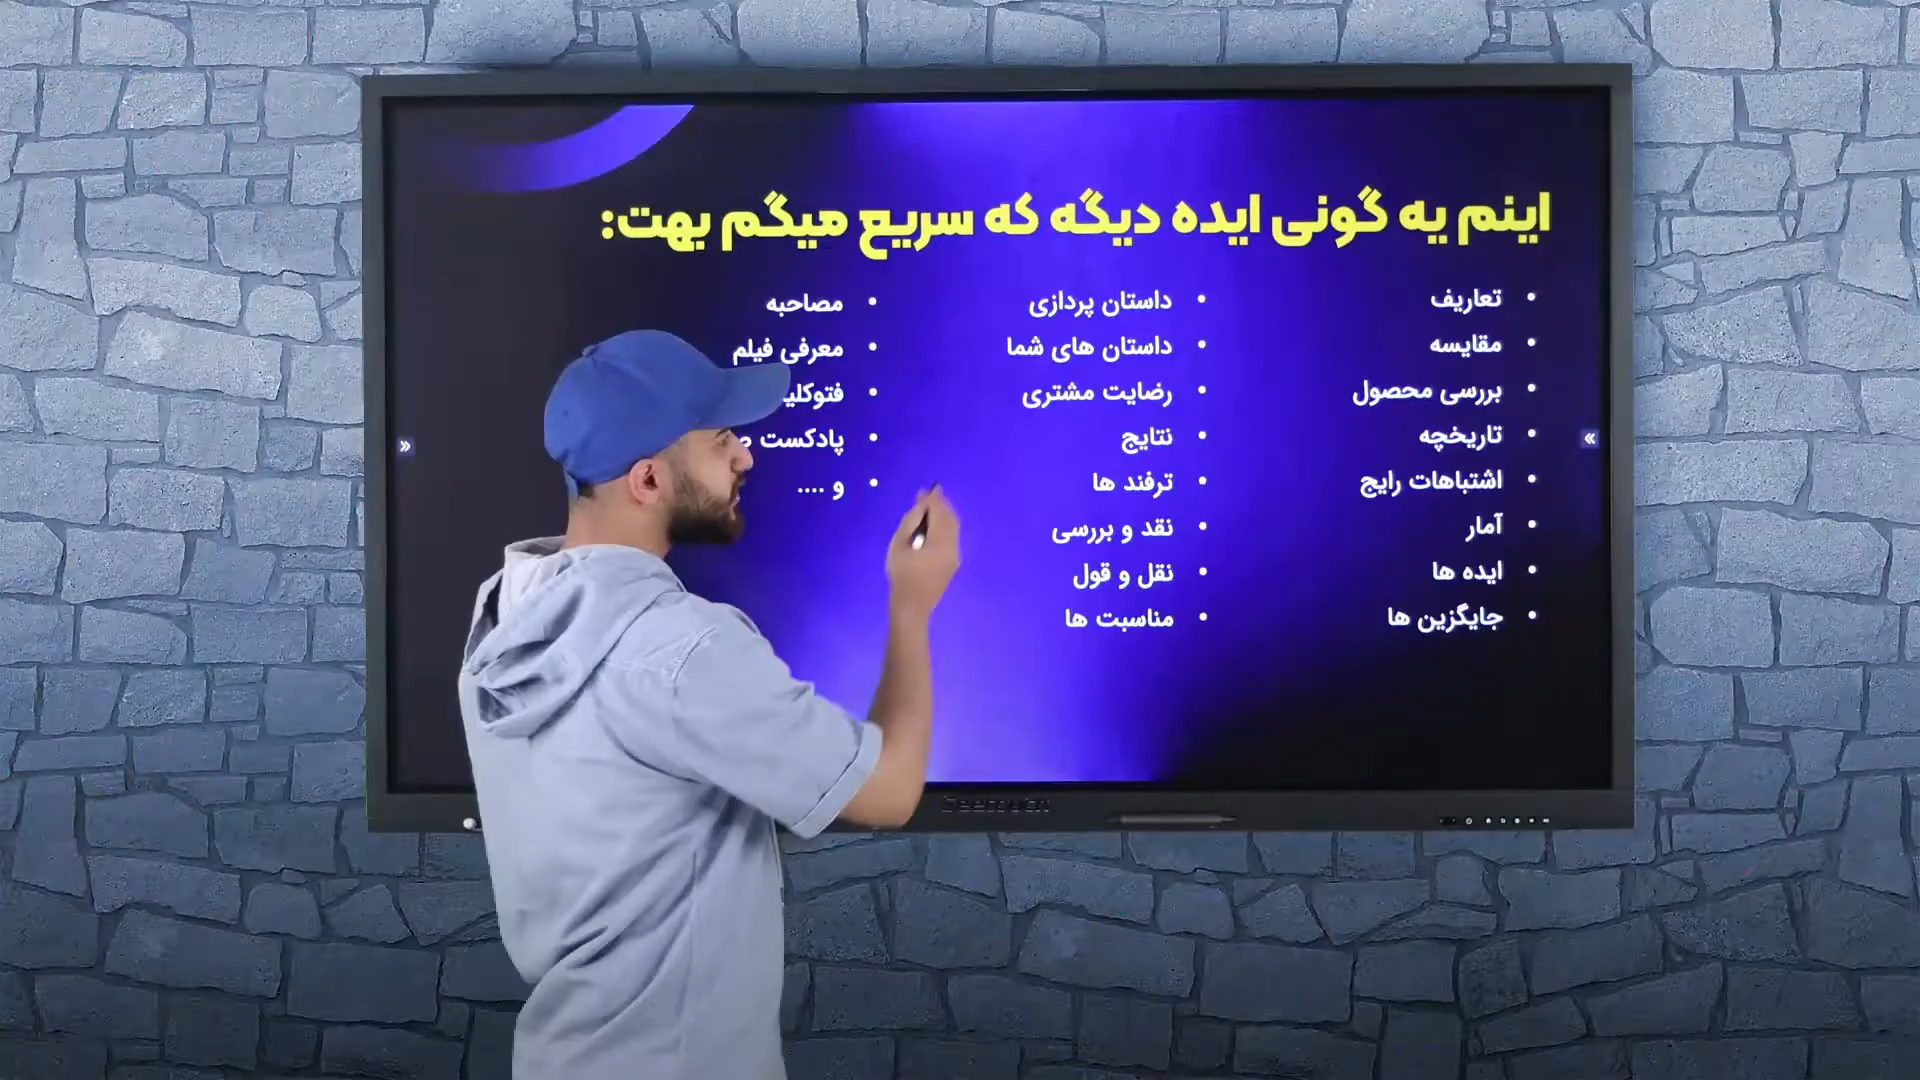 اینم یه گونی ایده دیگه که سریع میگم بهت:
• تعاریف
• مقایسه
• بررسی محصول
• تاریخچه
• اشتباهات رایج
• آمار
• ایده ها
• جایگزین ها
• داستان پردازی
• داستان های شما
• رضایت مشتری
• نتایج
• ترفند ها
• نقد و بررسی
• نقل و قول
• مناسبت ها
• مصاحبه
• معرفی فیلم
• پادکست
• و ....